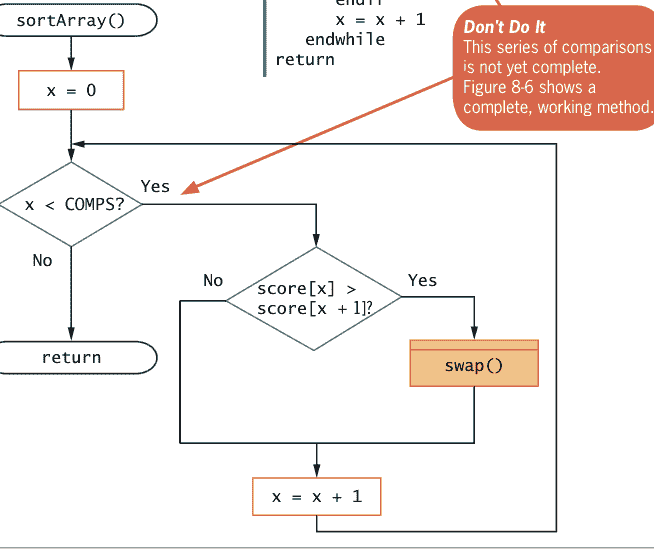 endif
x = x + 1
endwhile
return
Don't Do It
This series of comparisons
is not yet complete.
Figure 8-6 shows a
complete, working method.
sortArray()
x = 0
x < COMPS?
Yes
No
return
score[x] >
score[x + 1]?
No
Yes
swap()
x = x + 1